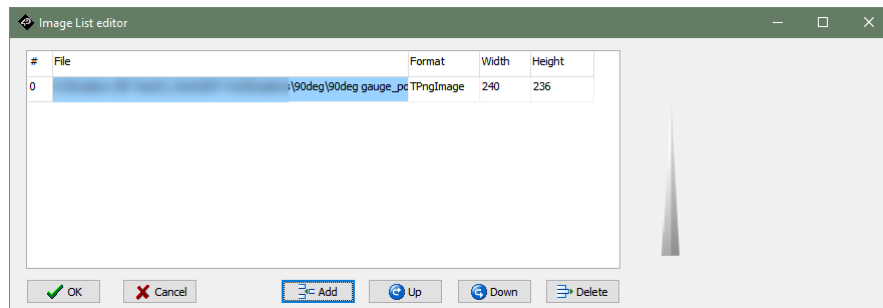 Image List editor
# File Format Width Height
0 s\90deg\90deg gauge_po TPngImage 240 236
OK Cancel Add Up Down Delete